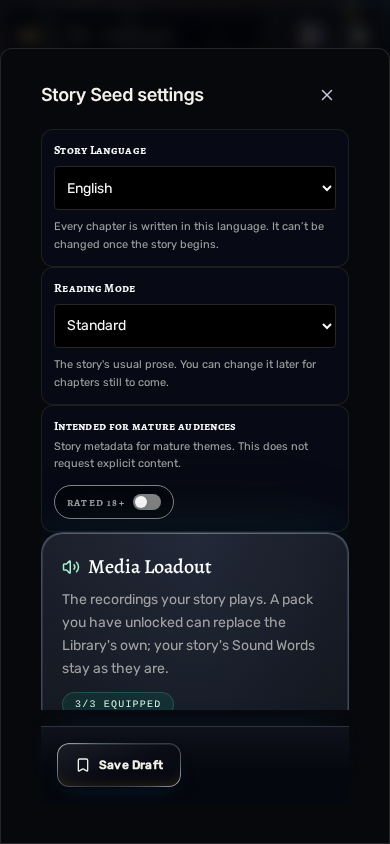 Story Seed settings
Story Language
English
Every chapter is written in this language. It can't be
changed once the story begins.
Reading Mode
Standard
The story's usual prose. You can change it later for
chapters still to come.
Intended for mature audiences
Story metadata for mature themes. This does not
request explicit content.
RATED 18+
Media Loadout
The recordings your story plays. A pack
you have unlocked can replace the
Library's own; your story's Sound Words
stay as they are.
3/3 EQUIPPED
Save Draft